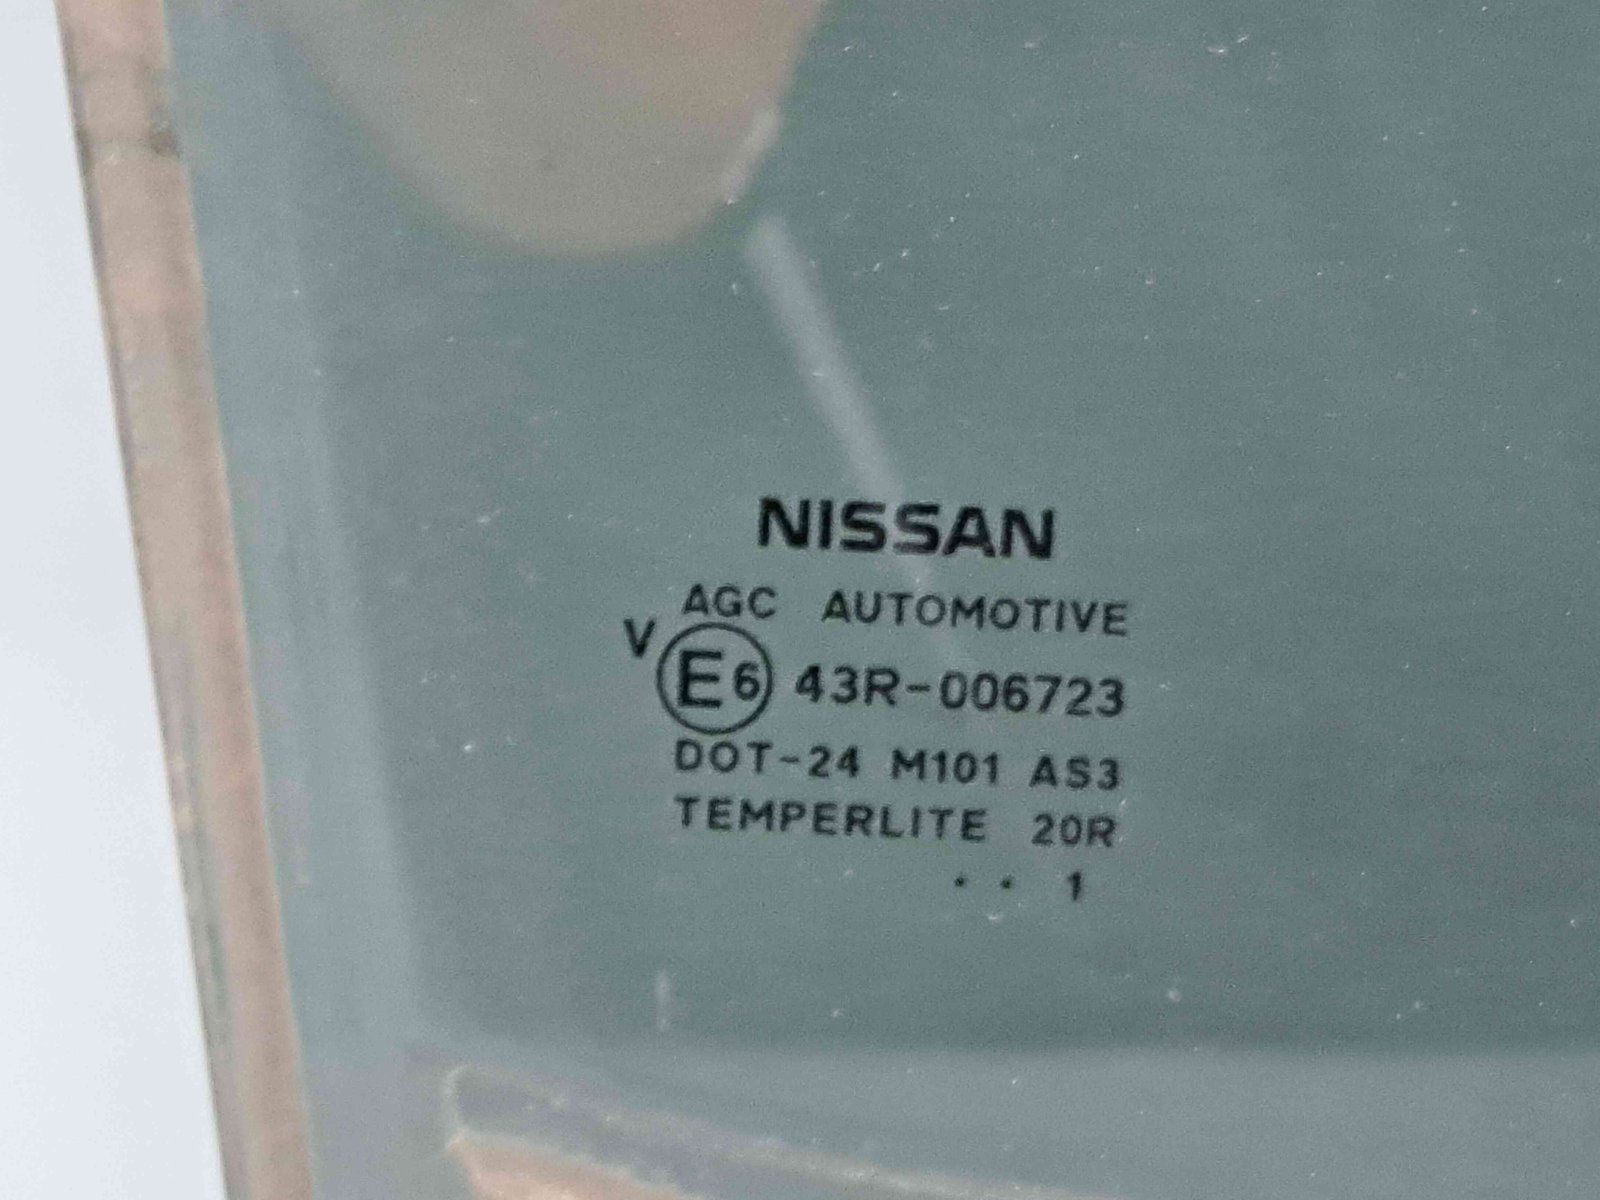 NISSAN
AGC AUTOMOTIVE
V E6 43R-006723
DOT-24 M101 AS3
TEMPERLITE 20R
. . 1